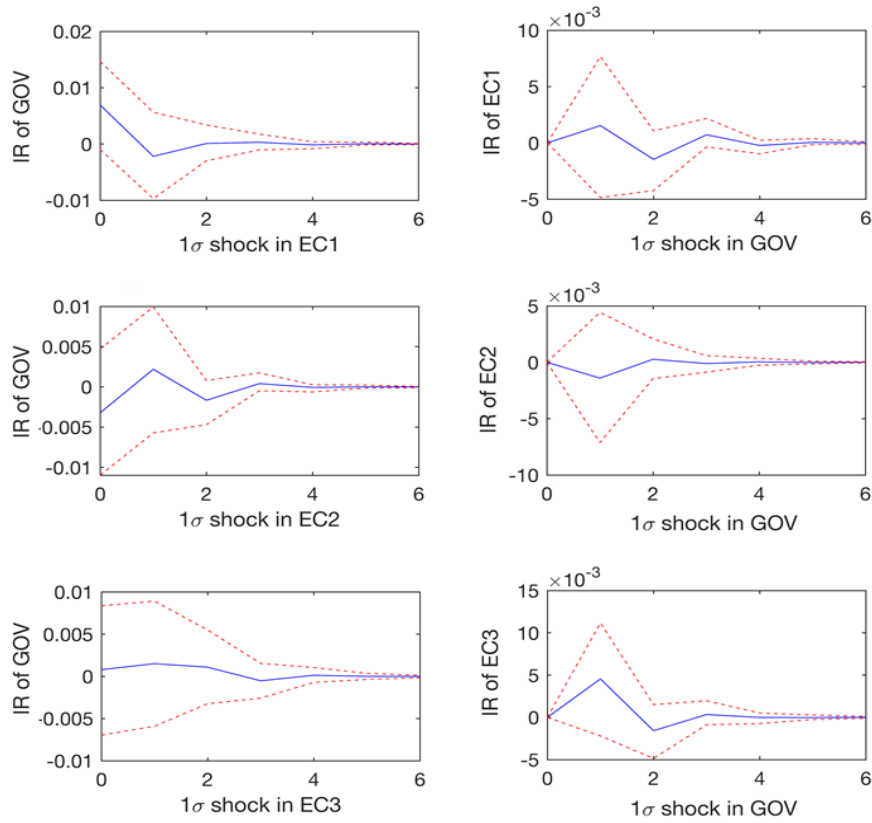 0.02
0.01
0
-0.01
IR of GOV
0 2 4 6
1σ shock in EC1
×10-3
10
5
0
-5
IR of EC1
0 2 4 6
1σ shock in GOV
0.01
0.005
0
-0.005
-0.01
IR of GOV
0 2 4 6
1σ shock in EC2
×10-3
5
0
-5
-10
IR of EC2
0 2 4 6
1σ shock in GOV
0.01
0.005
0
-0.005
-0.01
IR of GOV
0 2 4 6
1σ shock in EC3
×10-3
15
10
5
0
-5
IR of EC3
0 2 4 6
1σ shock in GOV